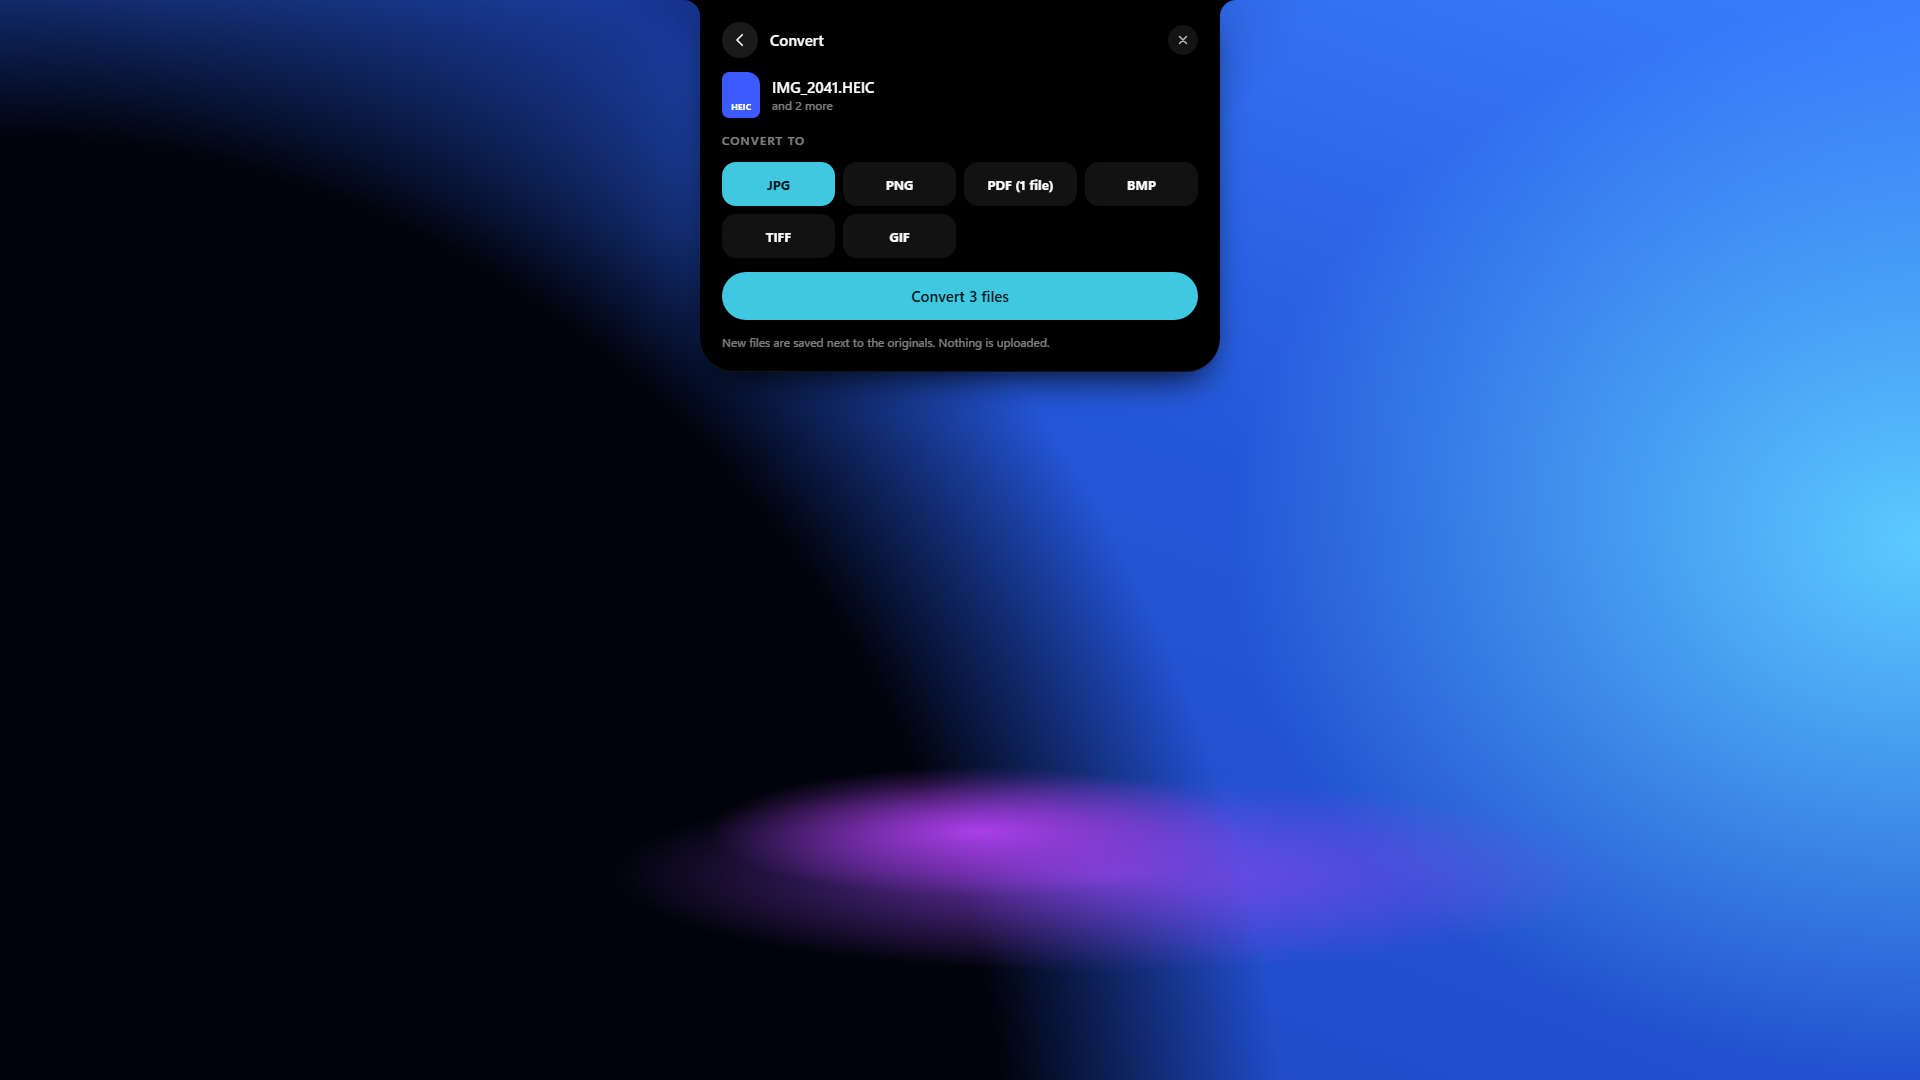 Convert
HEIC
IMG_2041.HEIC
and 2 more
CONVERT TO
JPG
PNG
PDF (1 file)
BMP
TIFF
GIF
Convert 3 files
New files are saved next to the originals. Nothing is uploaded.